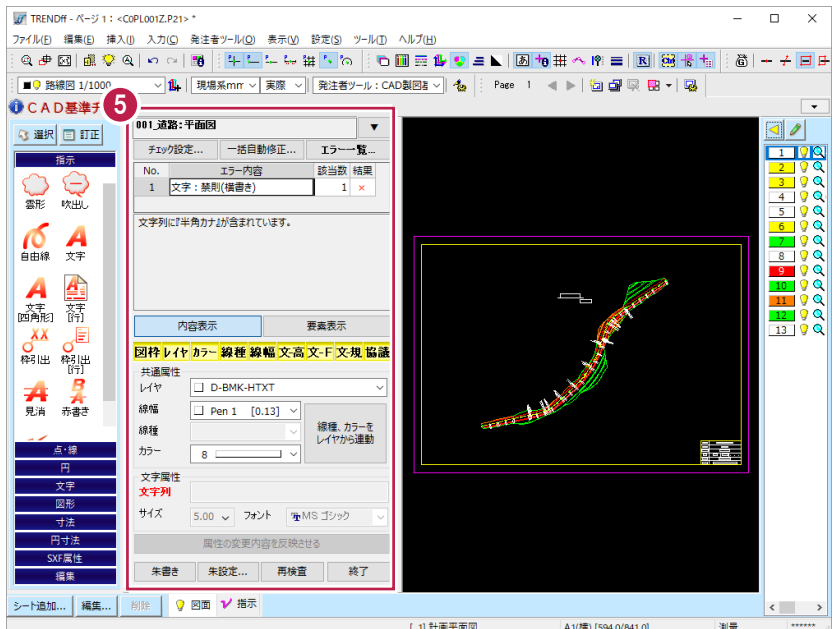 TRENDff - ページ 1 : <C0PL001Z.P21> *
ファイル(F) 編集(E) 挿入(I) 入力(C) 発注者ツール(O) 表示(V) 設定(S) ツール(T) ヘルプ(H)
路線図 1/1000 現場系mm 実際 発注者ツール：CAD製図基 Page 1
CAD基準チ
5
選択 訂正
指示
雲形 吹出し
自由線 文字
文字[四角形] 文字[行]
枠引出 枠引出[行]
見消 赤書き
点・線
円
文字
図形
寸法
円寸法
SXF属性
編集
001_道路：平面図
チェック設定... 一括自動修正... エラー一覧...
No. エラー内容 該当数 結果
1 文字：禁則(横書き) 1 ×
文字列に『半角カナ』が含まれています。
内容表示 要素表示
図枠 レイヤ カラー 線種 線幅 文-高 文-F 文-規 協議
共通属性
レイヤ D-BMK-HTXT
線幅 Pen 1 [0.13]
線種
線種、カラーをレイヤから連動
カラー 8
文字属性
文字列
サイズ 5.00 フォント MS ゴシック
属性の変更内容を反映させる
朱書き 朱設定... 再検査 終了
1
2
3
4
5
6
7
8
9
10
11
12
13
シート追加... 編集... 削除 図面 指示
[ 1] 計画平面図 A1(横) [594.0/841.0] 測量 ******